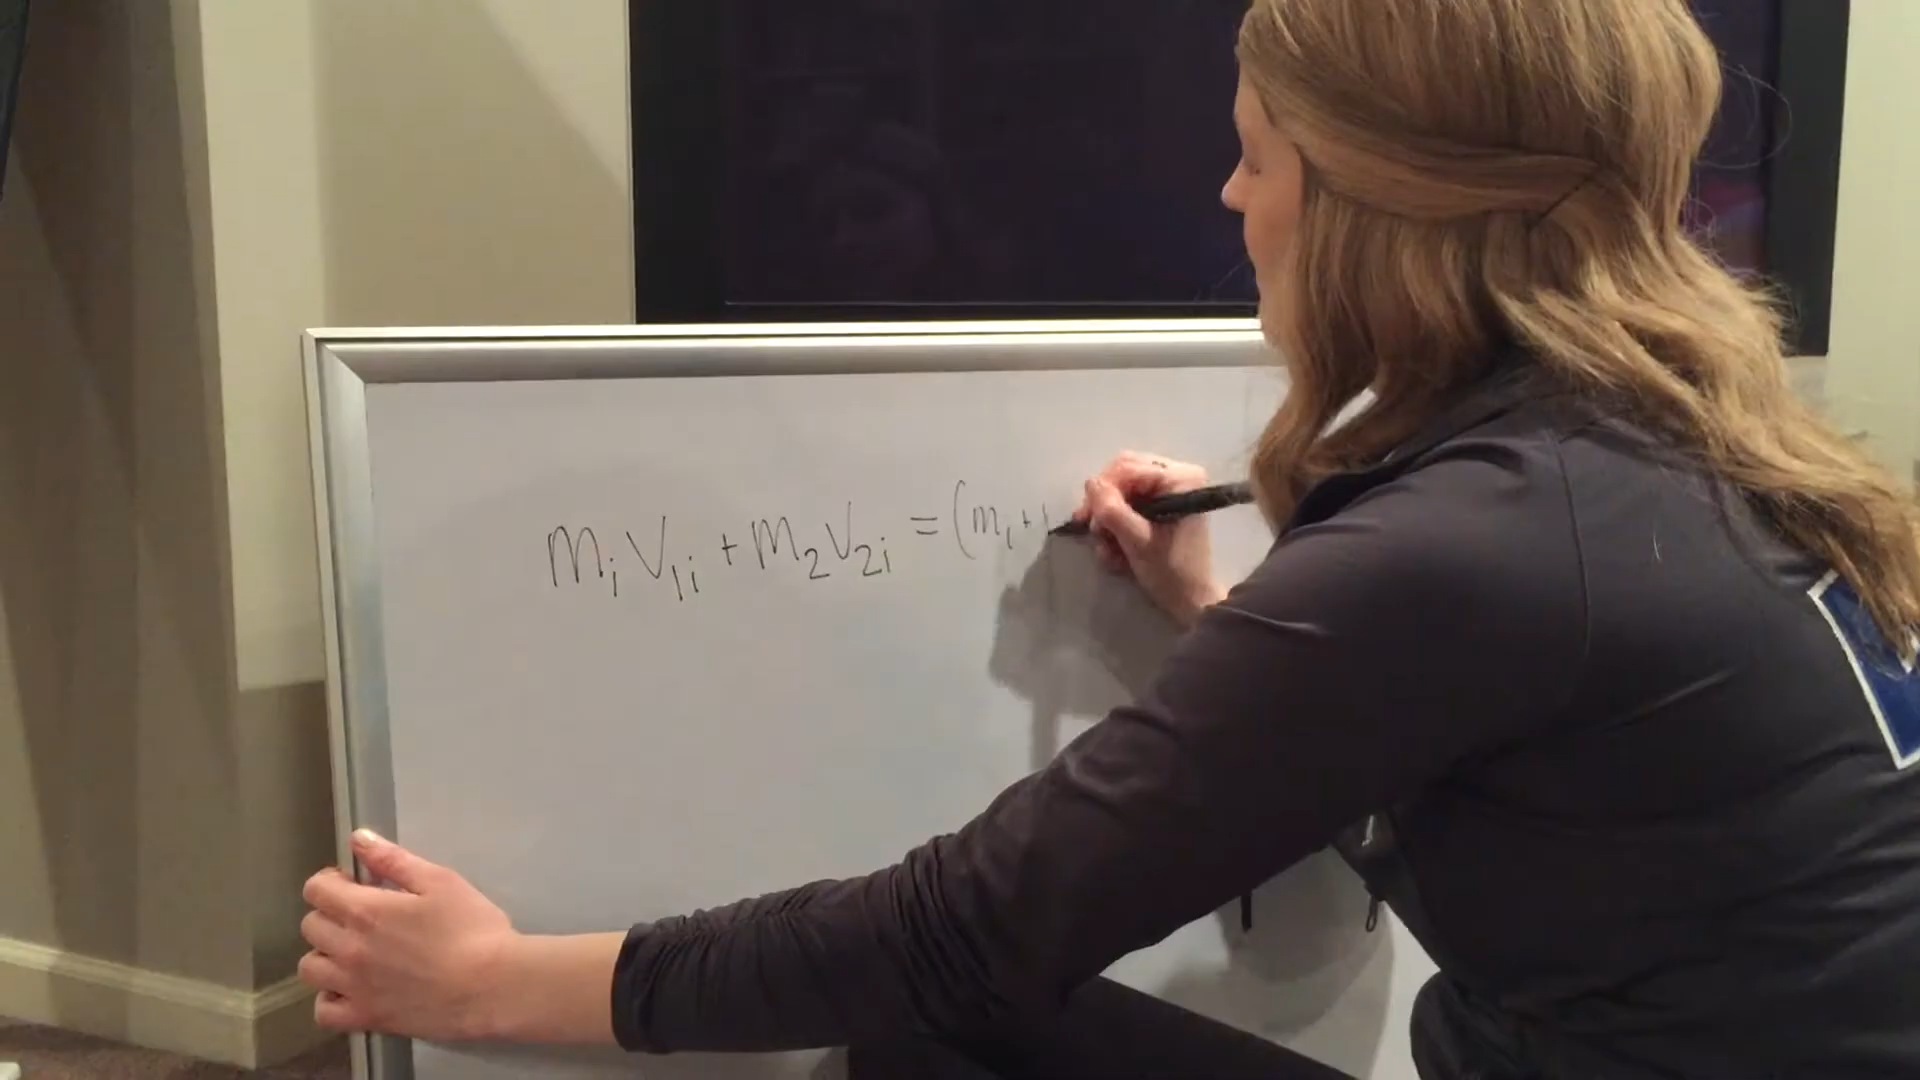 m₁v₁ᵢ + m₂v₂ᵢ = (m₁ +